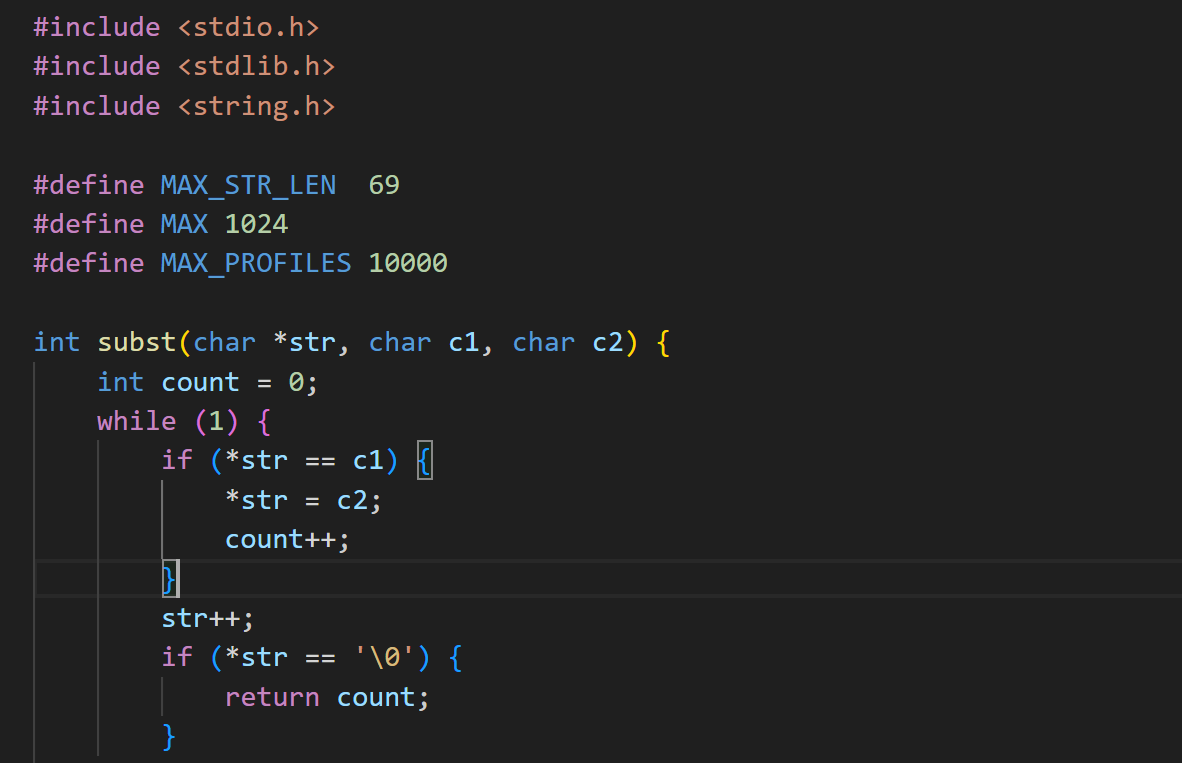 #include <stdio.h>
#include <stdlib.h>
#include <string.h>

#define MAX_STR_LEN  69
#define MAX 1024
#define MAX_PROFILES 10000

int subst(char *str, char c1, char c2) {
    int count = 0;
    while (1) {
        if (*str == c1) {
            *str = c2;
            count++;
        }
        str++;
        if (*str == '\0') {
            return count;
        }